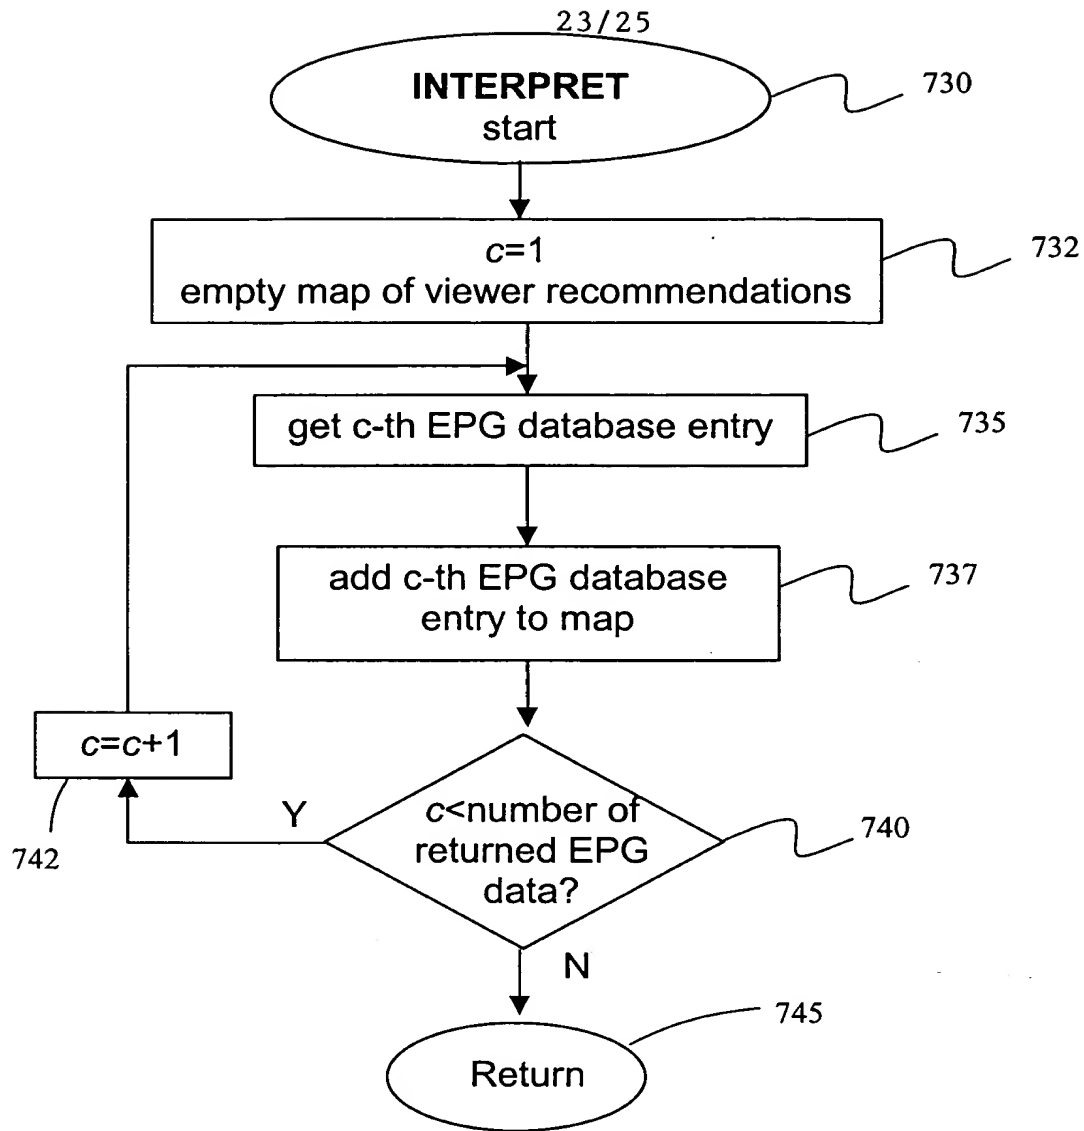 23/25
INTERPRET
start
730
c=1
empty map of viewer recommendations
732
get c-th EPG database entry
735
add c-th EPG database
entry to map
737
c=c+1
742
Y
c<number of
returned EPG
data?
740
N
Return
745